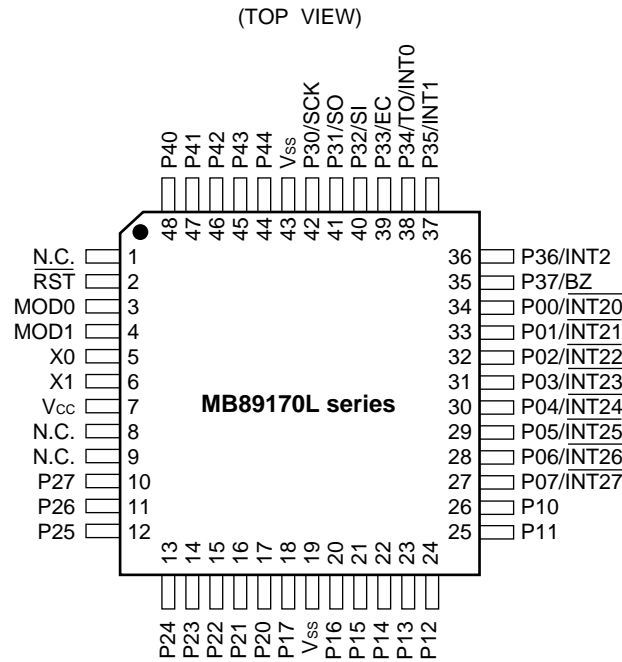 (TOP VIEW)
P40
P41
P42
P43
P44
Vss
P30/SCK
P31/SO
P32/SI
P33/EC
P34/TO/INT0
P35/INT1
48
47
46
45
44
43
42
41
40
39
38
37
N.C. 1
RST 2
MOD0 3
MOD1 4
X0 5
X1 6
Vcc 7
N.C. 8
N.C. 9
P27 10
P26 11
P25 12
36 P36/INT2
35 P37/BZ
34 P00/INT20
33 P01/INT21
32 P02/INT22
31 P03/INT23
30 P04/INT24
29 P05/INT25
28 P06/INT26
27 P07/INT27
26 P10
25 P11
MB89170L series
13
14
15
16
17
18
19
20
21
22
23
24
P24
P23
P22
P21
P20
P17
Vss
P16
P15
P14
P13
P12